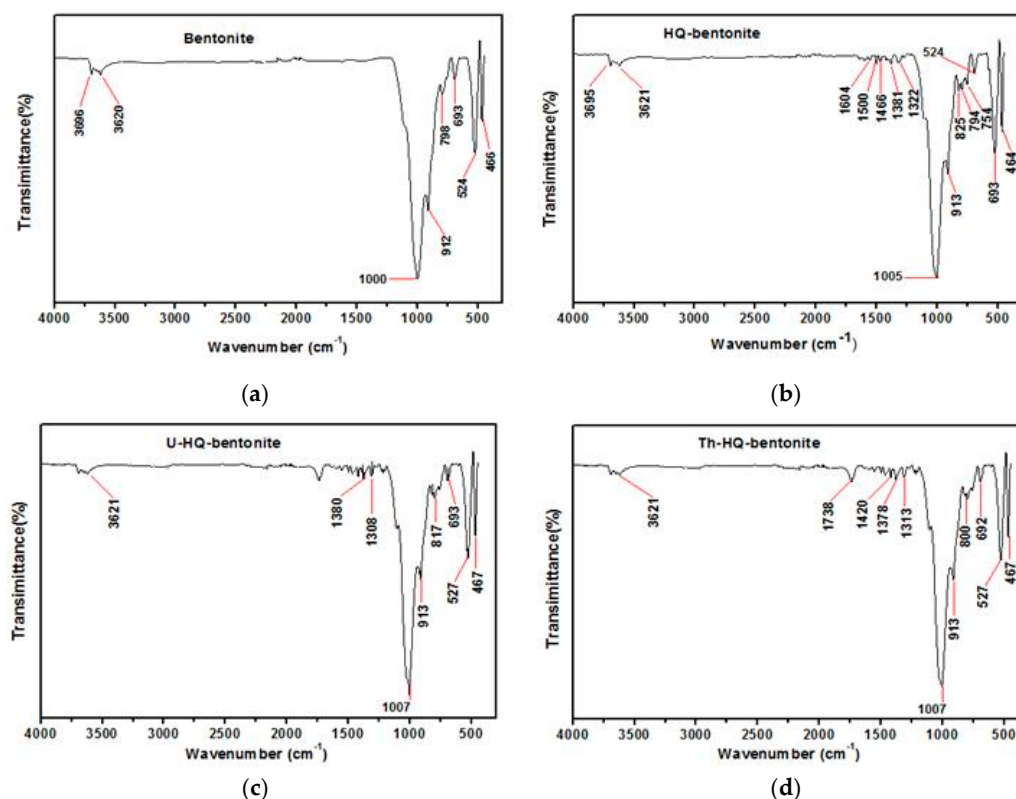 (a)
Bentonite
Transimittance(%)
3696
3620
1000
912
798
693
524
466
4000 3500 3000 2500 2000 1500 1000 500
Wavenumber (cm-1)
HQ-bentonite
Transimittance(%)
3695
3621
1604
1500
1466
1381
1322
1005
913
825
794
754
524
693
464
4000 3500 3000 2500 2000 1500 1000 500
Wavenumber (cm-1)
(b)
U-HQ-bentonite
Transimittance(%)
3621
1380
1308
1007
913
817
693
527
467
4000 3500 3000 2500 2000 1500 1000 500
Wavenumber (cm-1)
(c)
Th-HQ-bentonite
Transimittance(%)
3621
1738
1420
1378
1313
1007
913
800
692
527
467
4000 3500 3000 2500 2000 1500 1000 500
Wavenumber (cm-1)
(d)